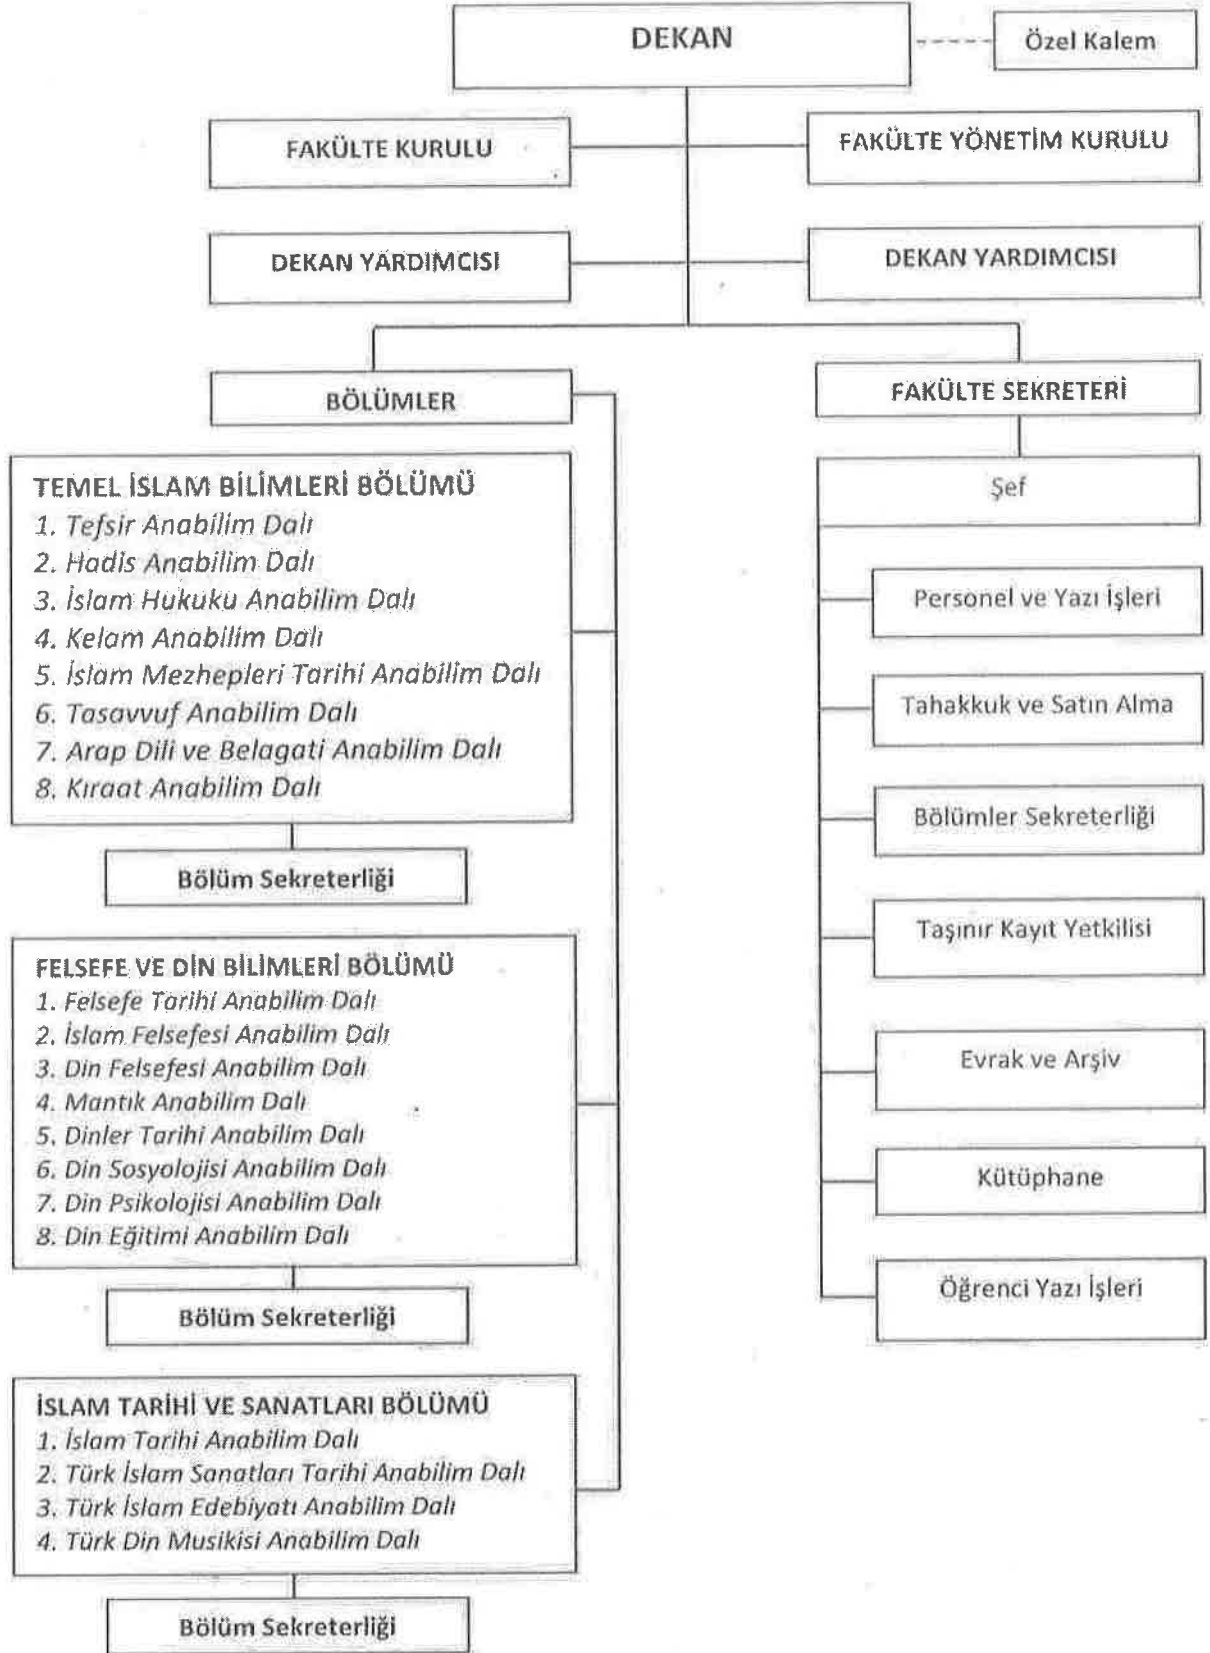 DEKAN
Özel Kalem
FAKÜLTE KURULU
FAKÜLTE YÖNETİM KURULU
DEKAN YARDIMCISI
DEKAN YARDIMCISI
BÖLÜMLER
FAKÜLTE SEKRETERİ
TEMEL İSLAM BİLİMLERİ BÖLÜMÜ
1. Tefsir Anabilim Dalı
2. Hadis Anabilim Dalı
3. İslam Hukuku Anabilim Dalı
4. Kelam Anabilim Dalı
5. İslam Mezhepleri Tarihi Anabilim Dalı
6. Tasavvuf Anabilim Dalı
7. Arap Dili ve Belagati Anabilim Dalı
8. Kıraat Anabilim Dalı
Bölüm Sekreterliği
FELSEFE VE DİN BİLİMLERİ BÖLÜMÜ
1. Felsefe Tarihi Anabilim Dalı
2. İslam Felsefesi Anabilim Dalı
3. Din Felsefesi Anabilim Dalı
4. Mantık Anabilim Dalı
5. Dinler Tarihi Anabilim Dalı
6. Din Sosyolojisi Anabilim Dalı
7. Din Psikolojisi Anabilim Dalı
8. Din Eğitimi Anabilim Dalı
Bölüm Sekreterliği
İSLAM TARİHİ VE SANATLARI BÖLÜMÜ
1. İslam Tarihi Anabilim Dalı
2. Türk İslam Sanatları Tarihi Anabilim Dalı
3. Türk İslam Edebiyatı Anabilim Dalı
4. Türk Din Musikisi Anabilim Dalı
Bölüm Sekreterliği
Şef
Personel ve Yazı İşleri
Tahakkuk ve Satın Alma
Bölümler Sekreterliği
Taşınır Kayıt Yetkilisi
Evrak ve Arşiv
Kütüphane
Öğrenci Yazı İşleri